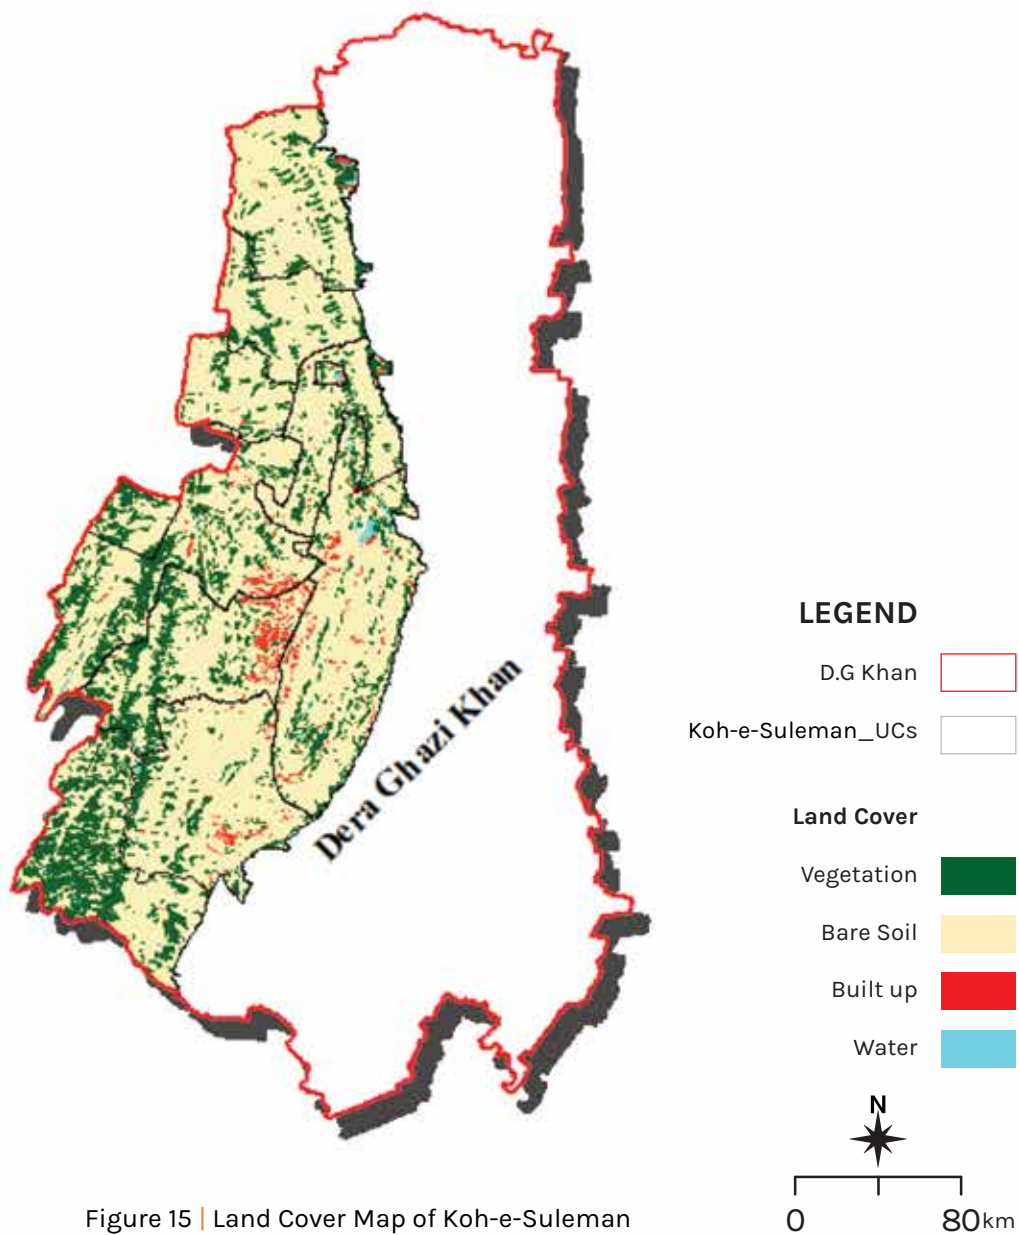 Dera Ghazi Khan
LEGEND
D.G Khan
Koh-e-Suleman_UCs
Land Cover
Vegetation
Bare Soil
Built up
Water
N
0 80km
Figure 15 | Land Cover Map of Koh-e-Suleman